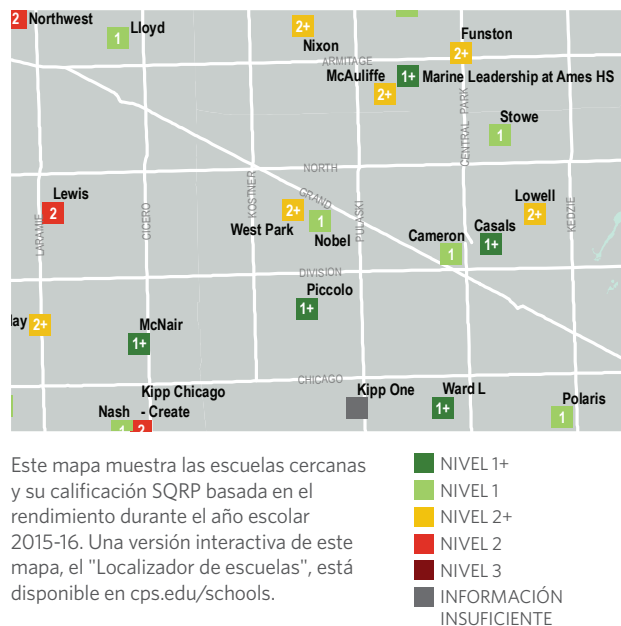 2 Northwest
Lloyd
1
2+
Nixon
Funston
2+
ARMITAGE
McAuliffe
2+
1+ Marine Leadership at Ames HS
CENTRAL PARK
Stowe
1
NORTH
KOSTNER
GRAND
PULASKI
Lewis
2
LARAMIE
CICERO
West Park
2+
1
Nobel
Cameron
1
Casals
1+
Lowell
2+
KEDZIE
DIVISION
Piccolo
1+
lay 2+
McNair
1+
CHICAGO
Kipp Chicago
- Create
2
Nash
1
Kipp One
Ward L
1+
Polaris
1
Este mapa muestra las escuelas cercanas
y su calificación SQRP basada en el
rendimiento durante el año escolar
2015-16. Una versión interactiva de este
mapa, el "Localizador de escuelas", está
disponible en cps.edu/schools.
NIVEL 1+
NIVEL 1
NIVEL 2+
NIVEL 2
NIVEL 3
INFORMACIÓN
INSUFICIENTE